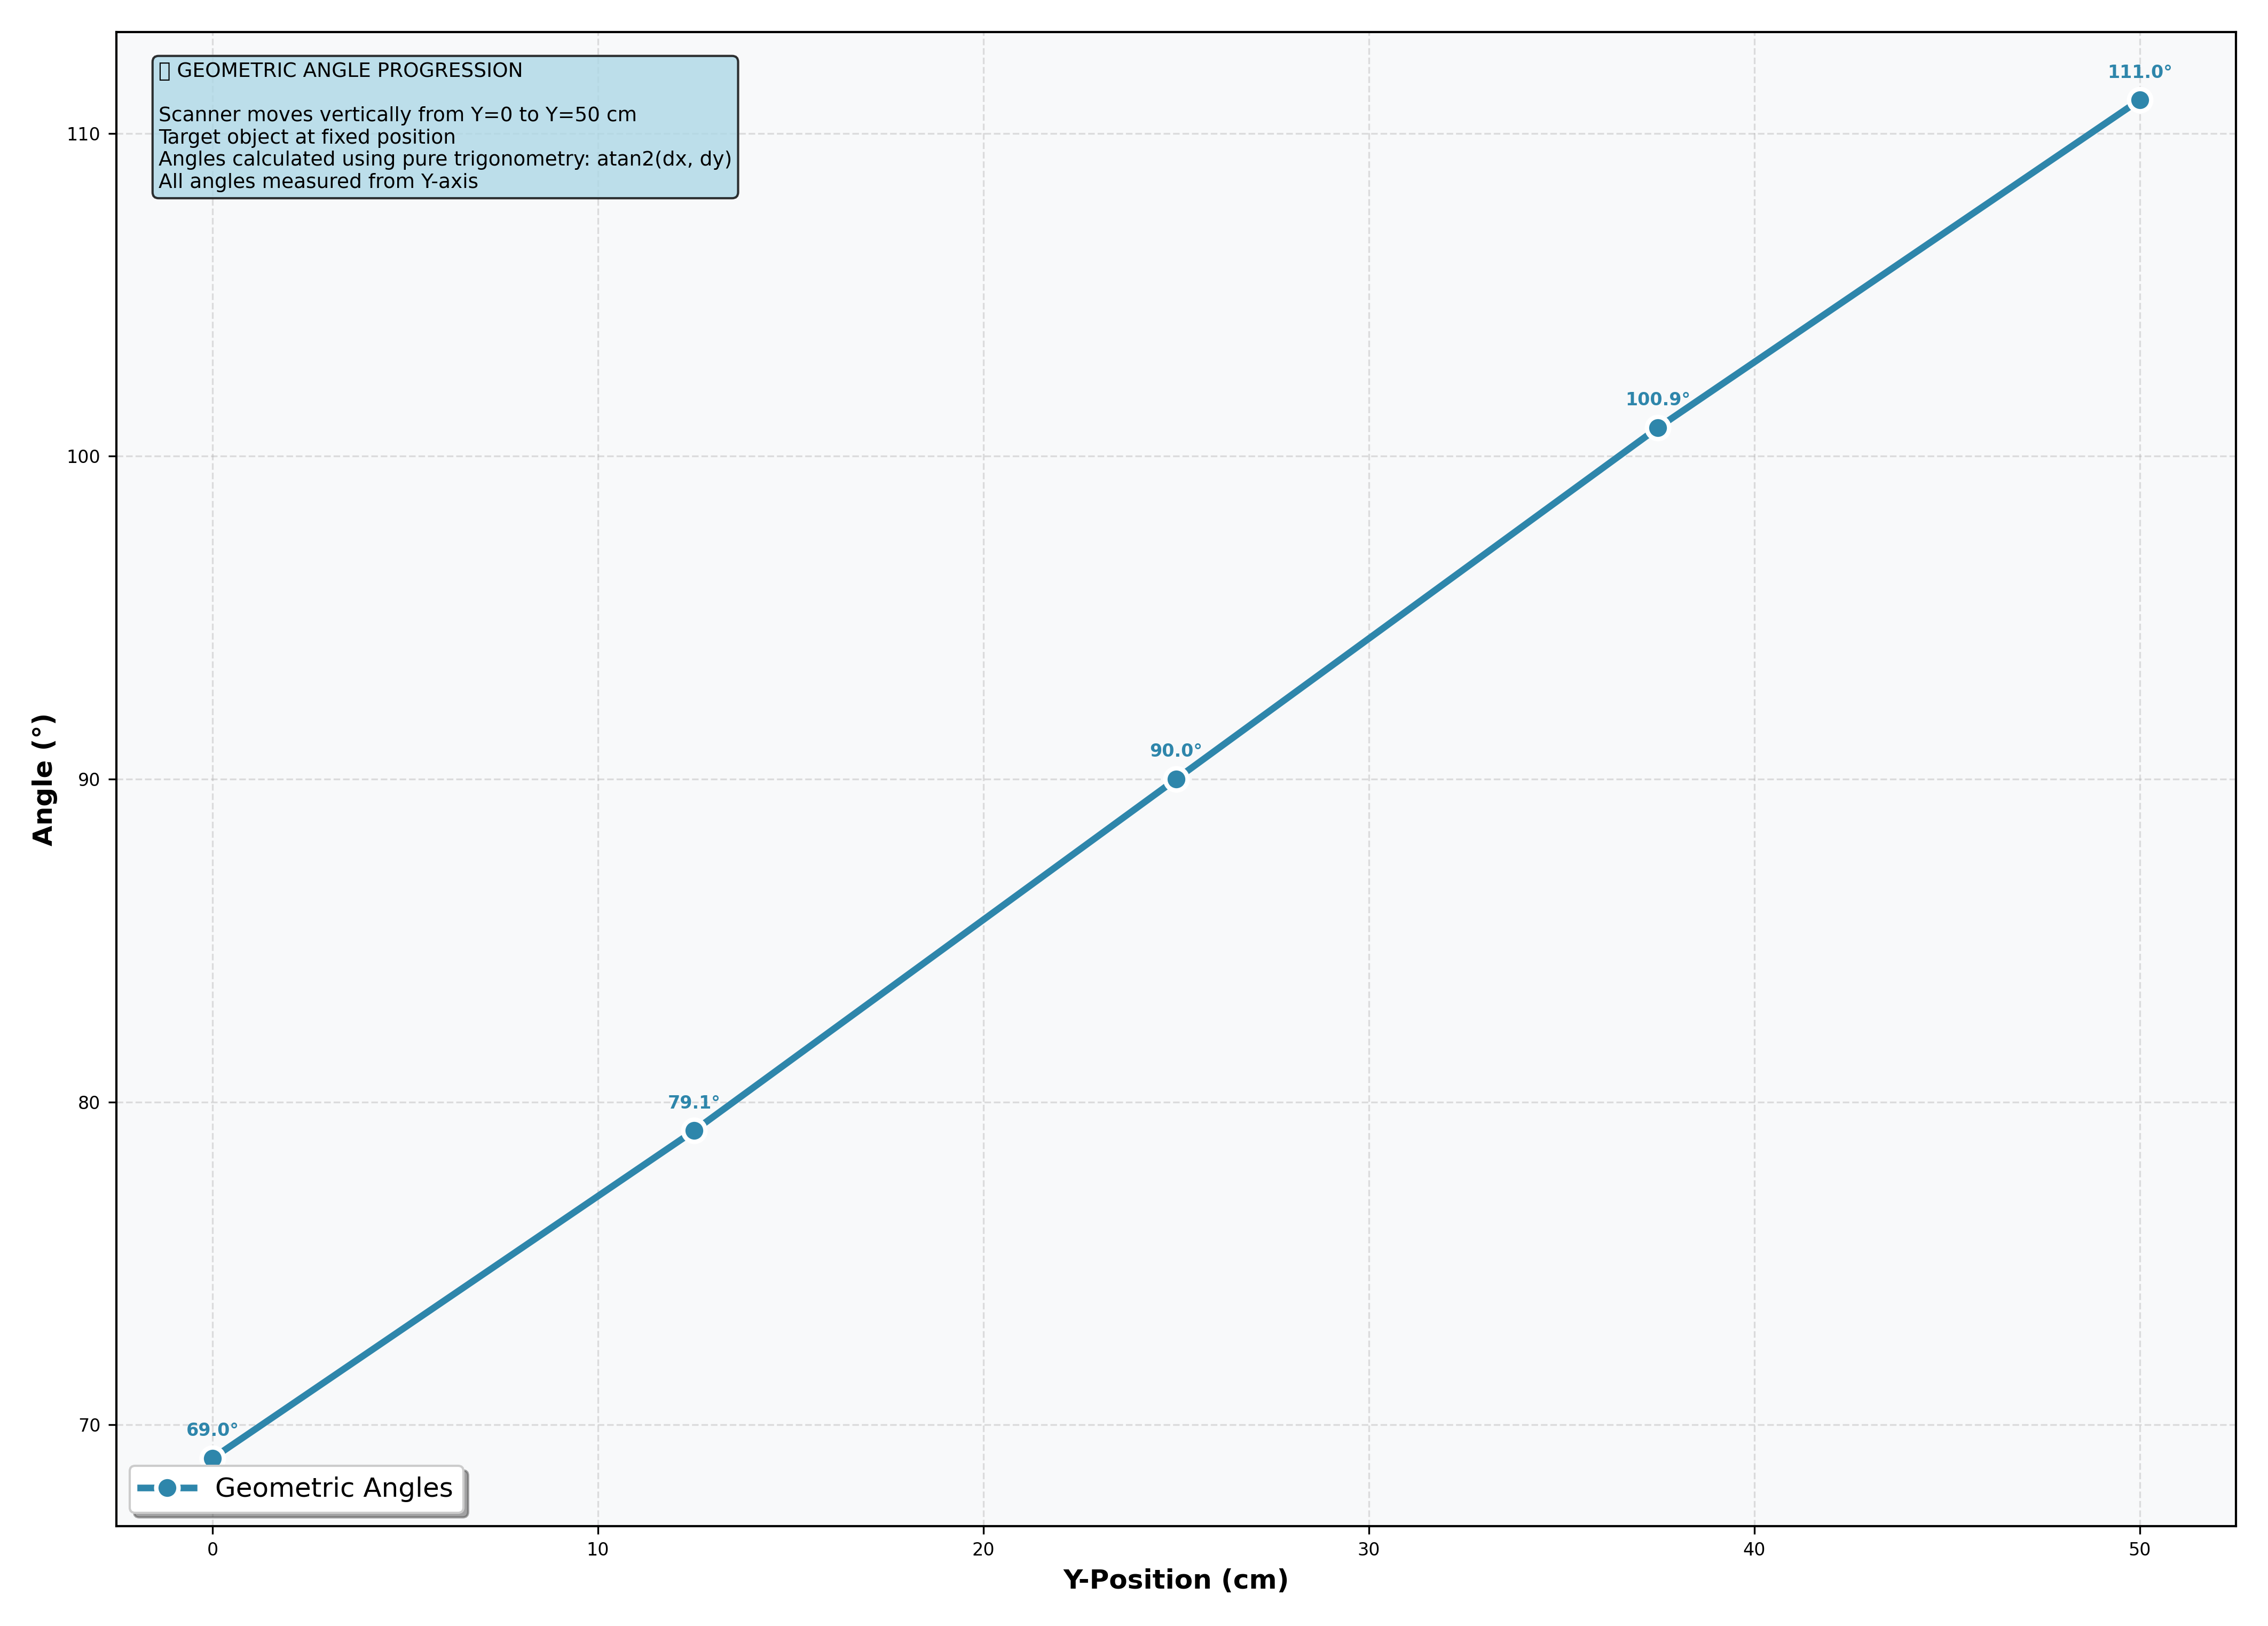 GEOMETRIC ANGLE PROGRESSION
Scanner moves vertically from Y=0 to Y=50 cm
Target object at fixed position
Angles calculated using pure trigonometry: atan2(dx, dy)
All angles measured from Y-axis
111.0°
110
100.9°
100
90.0°
90
79.1°
80
69.0°
70
Angle (°)
Geometric Angles
0 10 20 30 40 50
Y-Position (cm)